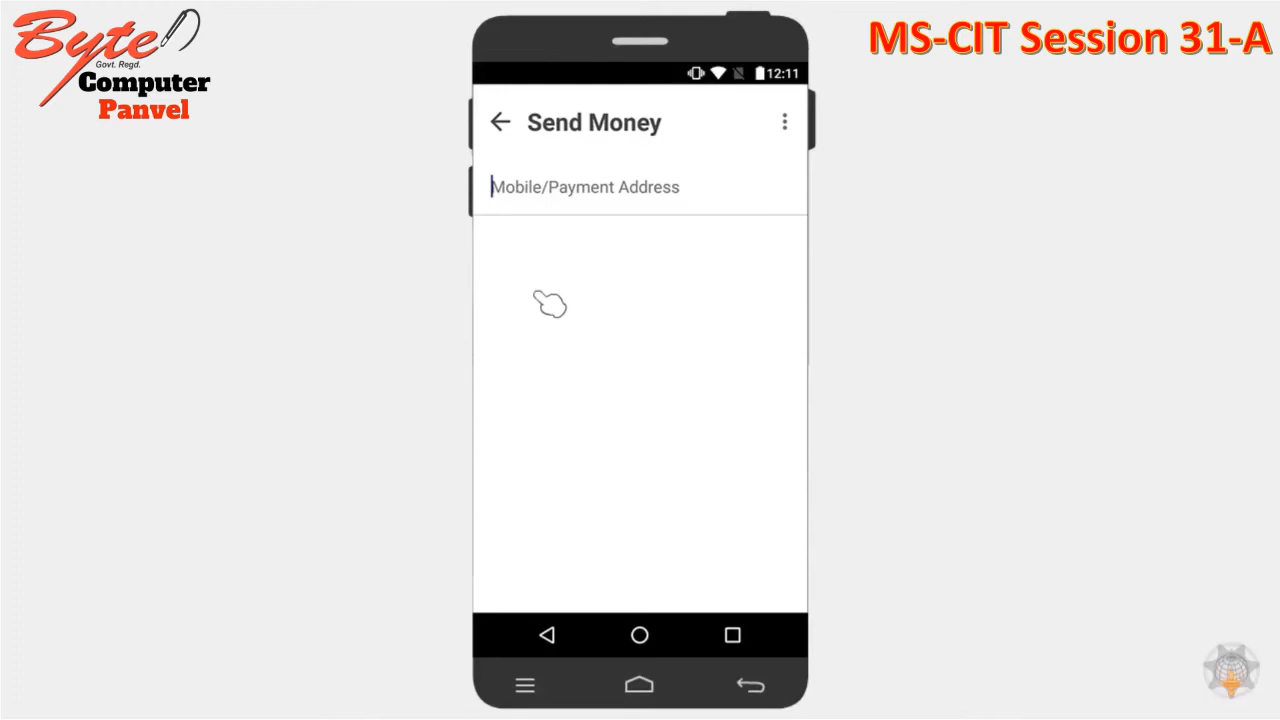 Byte
Govt. Regd.
Computer
Panvel
MS-CIT Session 31-A
12:11
Send Money
Mobile/Payment Address